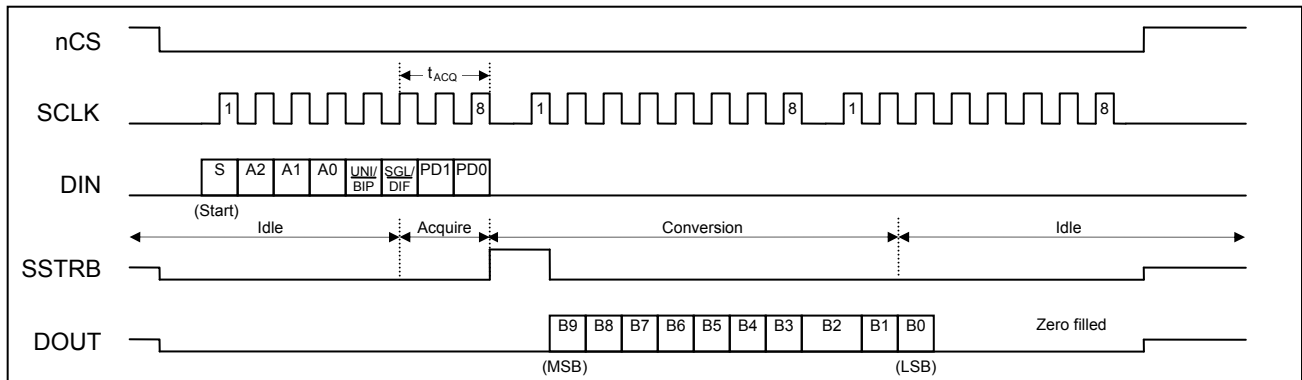 nCS
t_ACQ
SCLK 1 8 1 8 1 8
DIN S A2 A1 A0 UNI/BIP SGL/DIF PD1 PD0
(Start)
Idle Acquire Conversion Idle
SSTRB
DOUT B9 B8 B7 B6 B5 B4 B3 B2 B1 B0 Zero filled
(MSB) (LSB)